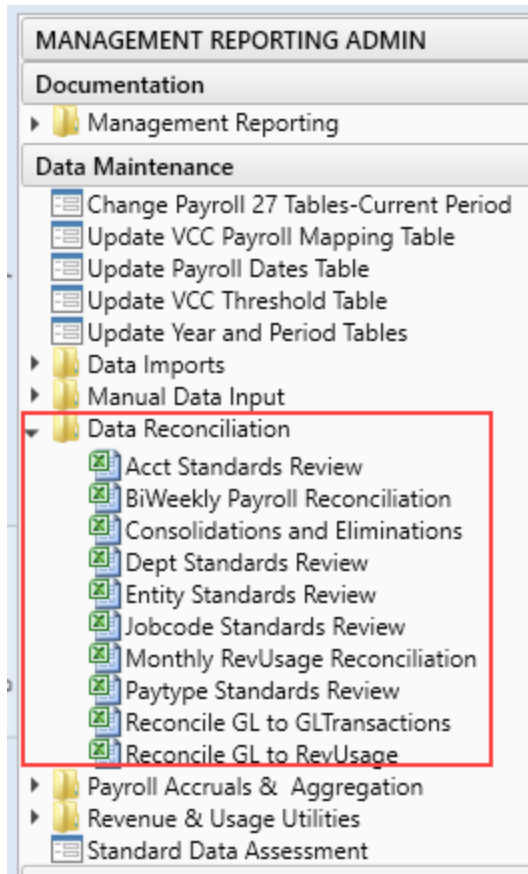 MANAGEMENT REPORTING ADMIN
Documentation
Management Reporting
Data Maintenance
Change Payroll 27 Tables-Current Period
Update VCC Payroll Mapping Table
Update Payroll Dates Table
Update VCC Threshold Table
Update Year and Period Tables
Data Imports
Manual Data Input
Data Reconciliation
Acct Standards Review
BiWeekly Payroll Reconciliation
Consolidations and Eliminations
Dept Standards Review
Entity Standards Review
Jobcode Standards Review
Monthly RevUsage Reconciliation
Paytype Standards Review
Reconcile GL to GLTransactions
Reconcile GL to RevUsage
Payroll Accruals & Aggregation
Revenue & Usage Utilities
Standard Data Assessment